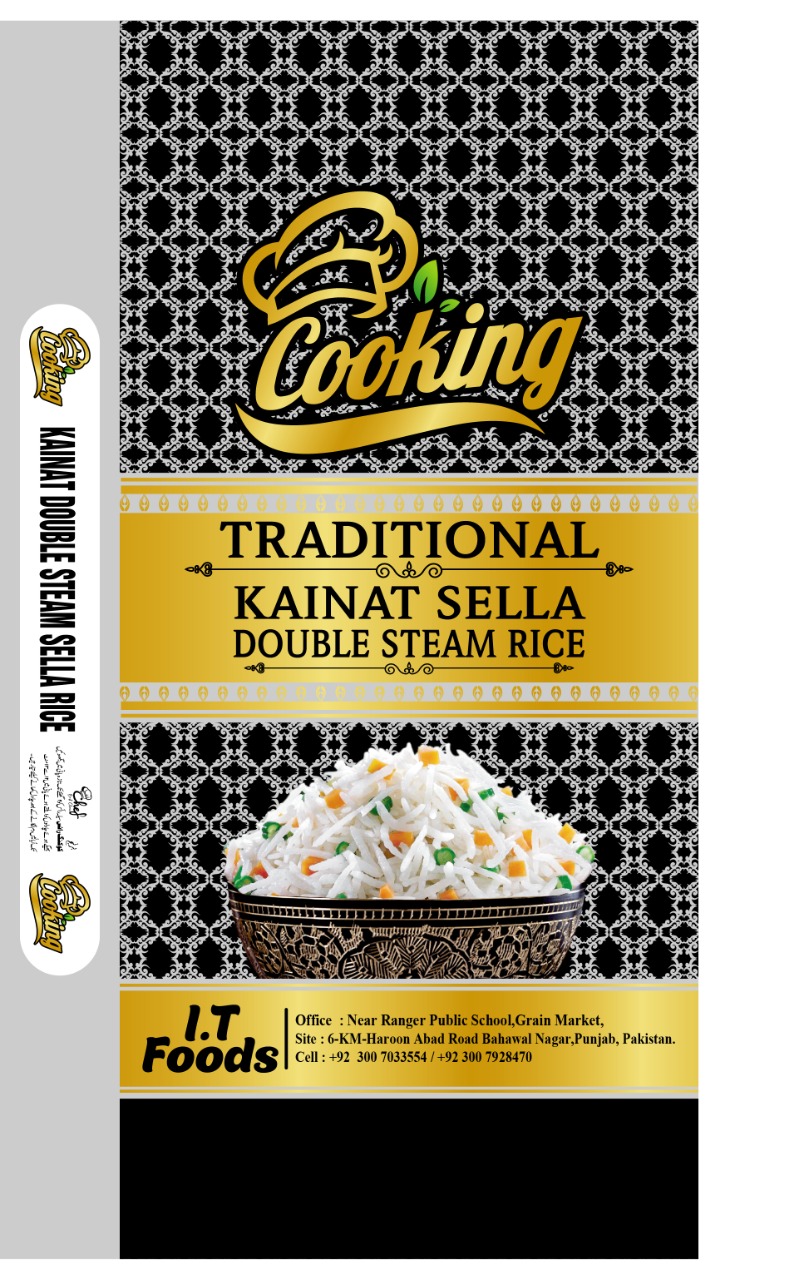 Cooking
TRADITIONAL
KAINAT SELLA
DOUBLE STEAM RICE
I.T
Foods
Office : Near Ranger Public School,Grain Market,
Site : 6-KM-Haroon Abad Road Bahawal Nagar,Punjab, Pakistan.
Cell : +92 300 7033554 / +92 300 7928470
Cooking
KAINAT DOUBLE STEAM SELLA RICE
Chef
Cooking